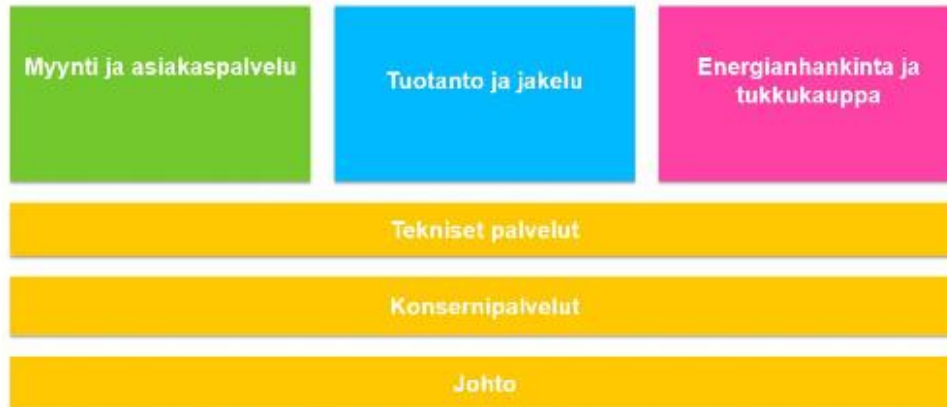 Myynti ja asiakaspalvelu
Tuotanto ja jakelu
Energianhankinta ja
tukkukauppa
Tekniset palvelut
Konsernipalvelut
Johto